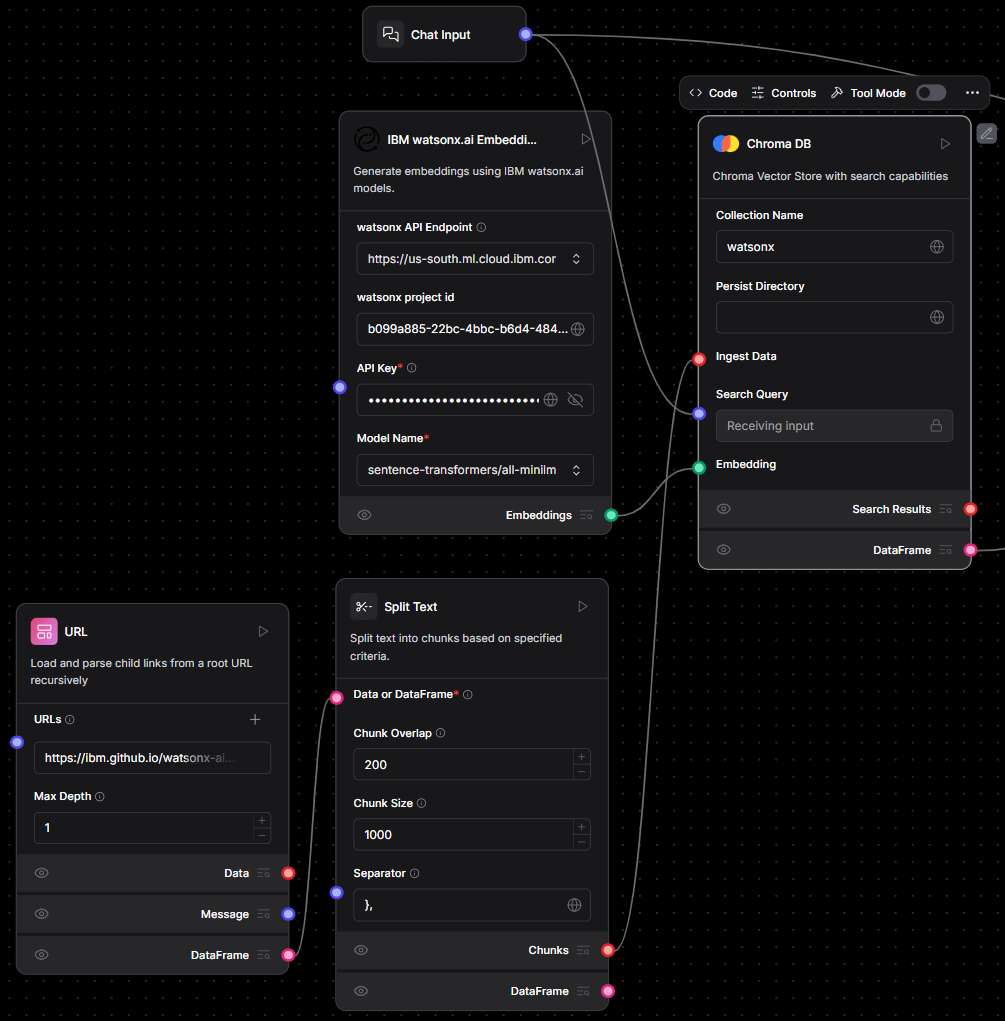 Chat Input
Code
Controls
Tool Mode
IBM watsonx.ai Embeddi...
Generate embeddings using IBM watsonx.ai
models.
watsonx API Endpoint
https://us-south.ml.cloud.ibm.cor
watsonx project id
b099a885-22bc-4bbc-b6d4-484...
API Key*
Model Name*
sentence-transformers/all-minilm
Embeddings
Chroma DB
Chroma Vector Store with search capabilities
Collection Name
watsonx
Persist Directory
Ingest Data
Search Query
Receiving input
Embedding
Search Results
DataFrame
URL
Load and parse child links from a root URL
recursively
URLs
https://ibm.github.io/watsonx-ai...
Max Depth
1
Data
Message
DataFrame
Split Text
Split text into chunks based on specified
criteria.
Data or DataFrame*
Chunk Overlap
200
Chunk Size
1000
Separator
},
Chunks
DataFrame